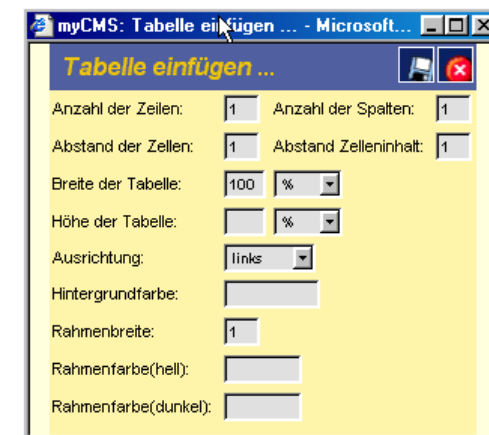 myCMS: Tabelle einfügen ... - Microsoft...
Tabelle einfügen ...
Anzahl der Zeilen: 1 Anzahl der Spalten: 1
Abstand der Zellen: 1 Abstand Zelleninhalt: 1
Breite der Tabelle: 100 %
Höhe der Tabelle: %
Ausrichtung: links
Hintergrundfarbe:
Rahmenbreite: 1
Rahmenfarbe(hell):
Rahmenfarbe(dunkel):